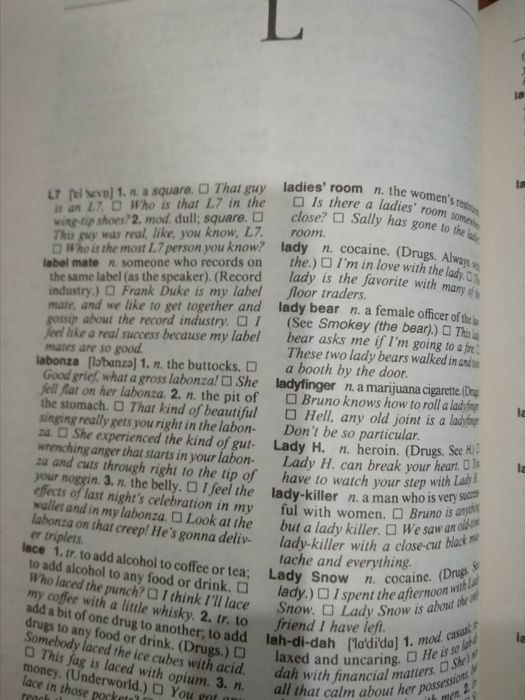 L
L7 ['ɛl 'sɛvn] 1. n. a square. □ That guy
is an L7. □ Who is that L7 in the
wing-tip shoes? 2. mod. dull; square. □
This guy was real, like, you know, L7.
□ Who is the most L7 person you know?
label mate n. someone who records on
the same label (as the speaker). (Record
industry.) □ Frank Duke is my label
mate, and we like to get together and
gossip about the record industry. □ I
feel like a real success because my label
mates are so good.
labonza [lə'banzə] 1. n. the buttocks. □
Good grief, what a gross labonza! □ She
fell flat on her labonza. 2. n. the pit of
the stomach. □ That kind of beautiful
singing really gets you right in the labon-
za. □ She experienced the kind of gut-
wrenching anger that starts in your labon-
za and cuts through right to the tip of
your noggin. 3. n. the belly. □ I feel the
effects of last night's celebration in my
wallet and in my labonza. □ Look at the
labonza on that creep! He's gonna deliv-
er triplets.
lace 1. tr. to add alcohol to coffee or tea;
to add alcohol to any food or drink. □
Who laced the punch? □ I think I'll lace
my coffee with a little whisky. 2. tr. to
add a bit of one drug to another; to add
drugs to any food or drink. (Drugs.) □
Somebody laced the ice cubes with acid.
□ This fag is laced with opium. 3. n.
money. (Underworld.) □ You got any
lace in those pockets?
ladies' room n. the women's
□ Is there a ladies' room
close? □ Sally has gone to the
room.
lady n. cocaine. (Drugs. Always
the.) □ I'm in love with the lady. □
lady is the favorite with many of
floor traders.
lady bear n. a female officer of the
(See Smokey (the bear).) □ This
bear asks me if I'm going to a fire. □
These two lady bears walked in and
a booth by the door.
ladyfinger n. a marijuana cigarette.
□ Bruno knows how to roll a
□ Hell, any old joint is a
Don't be so particular.
Lady H. n. heroin. (Drugs. See H.) □
Lady H. can break your heart. □
have to watch your step with Lady
lady-killer n. a man who is very
ful with women. □ Bruno is
but a lady killer. □ We saw an
lady-killer with a close-cut black
tache and everything.
Lady Snow n. cocaine. (Drugs.
lady.) □ I spent the afternoon with
Snow. □ Lady Snow is about the
friend I have left.
lah-di-dah ['la'di'da] 1. mod. casual;
laxed and uncaring. □ He is so
dah with financial matters. □
all that calm about her possessions,